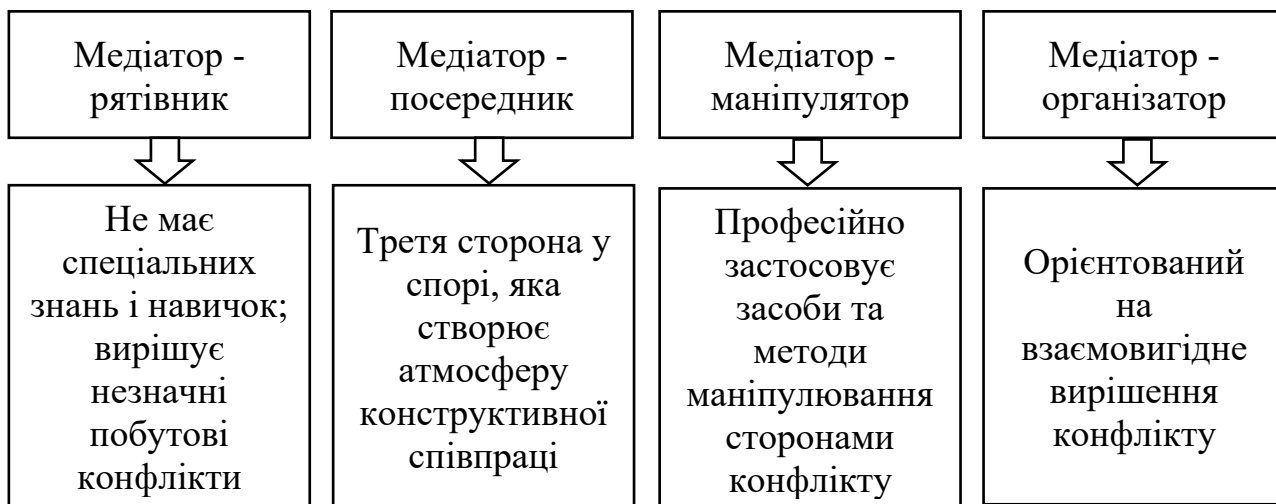 Медіатор -
рятівник
Медіатор -
посередник
Медіатор -
маніпулятор
Медіатор -
організатор
Не має
спеціальних
знань і навичок;
вирішує
незначні
побутові
конфлікти
Третя сторона у
спорі, яка
створює
атмосферу
конструктивної
співпраці
Професійно
застосовує
засоби та
методи
маніпулювання
сторонами
конфлікту
Орієнтований
на
взаємовигідне
вирішення
конфлікту